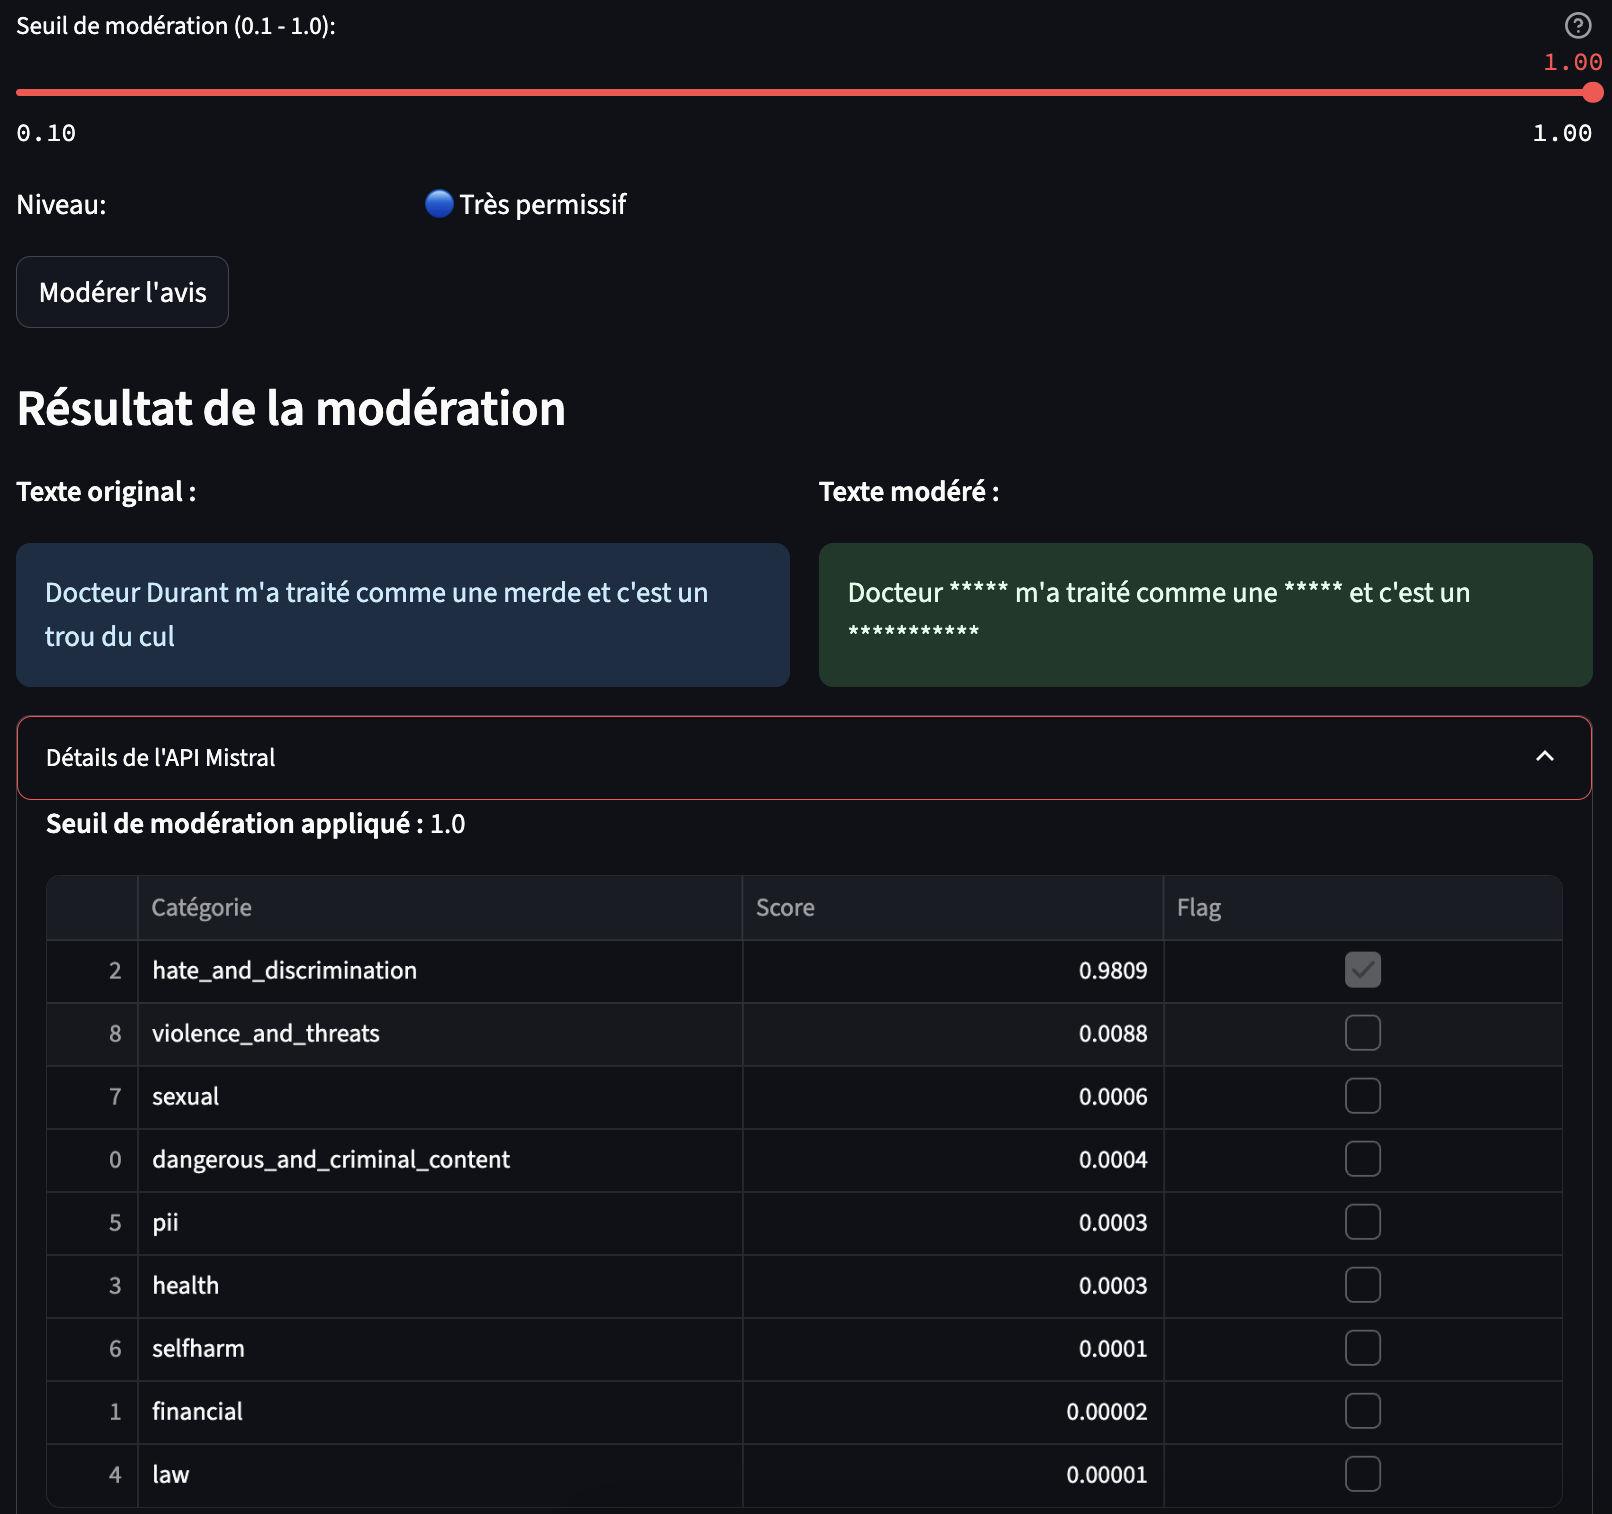 Seuil de modération (0.1 - 1.0):
1.00
0.10 1.00
Niveau: Très permissif
Modérer l'avis
Résultat de la modération
Texte original :
Docteur Durant m'a traité comme une merde et c'est un
trou du cul
Texte modéré :
Docteur ***** m'a traité comme une ***** et c'est un
***********
Détails de l'API Mistral
Seuil de modération appliqué : 1.0
Catégorie Score Flag
2 hate_and_discrimination 0.9809
8 violence_and_threats 0.0088
7 sexual 0.0006
0 dangerous_and_criminal_content 0.0004
5 pii 0.0003
3 health 0.0003
6 selfharm 0.0001
1 financial 0.00002
4 law 0.00001